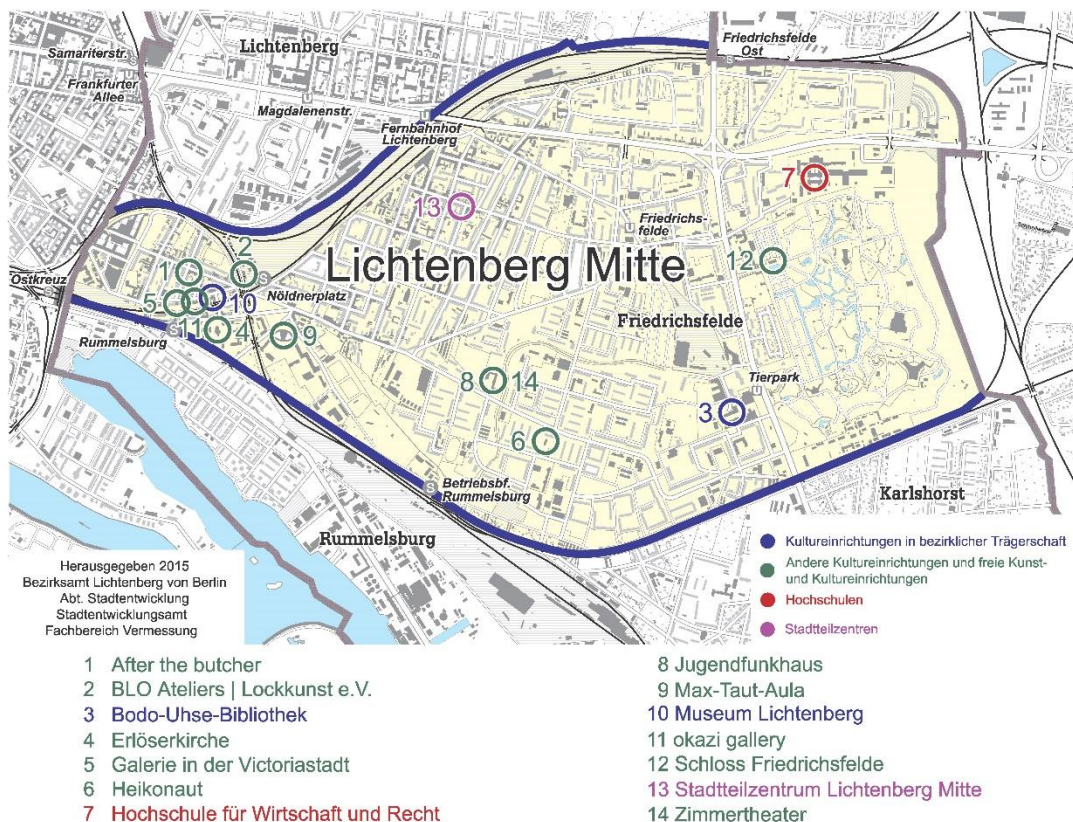 Lichtenberg
Samariterstr.
Frankfurter
Allee
Magdalenenstr.
Fernbahnhof
Lichtenberg
Friedrichsfelde
Ost
7
13
Friedrichs-
felde
12
Lichtenberg Mitte
Friedrichsfelde
1
2
Ostkreuz
5
10
Nöldnerplatz
11
4
9
Rummelsburg
8
14
Tierpark
3
6
Betriebsbf.
Rummelsburg
Rummelsburg
Karlshorst
Herausgegeben 2015
Bezirksamt Lichtenberg von Berlin
Abt. Stadtentwicklung
Stadtentwicklungsamt
Fachbereich Vermessung
Kultureinrichtungen in bezirklicher Trägerschaft
Andere Kultureinrichtungen und freie Kunst-
und Kultureinrichtungen
Hochschulen
Stadtteilzentren
1 After the butcher
2 BLO Ateliers | Lockkunst e.V.
3 Bodo-Uhse-Bibliothek
4 Erlöserkirche
5 Galerie in der Victoriastadt
6 Heikonaut
7 Hochschule für Wirtschaft und Recht
8 Jugendfunkhaus
9 Max-Taut-Aula
10 Museum Lichtenberg
11 okazi gallery
12 Schloss Friedrichsfelde
13 Stadtteilzentrum Lichtenberg Mitte
14 Zimmertheater